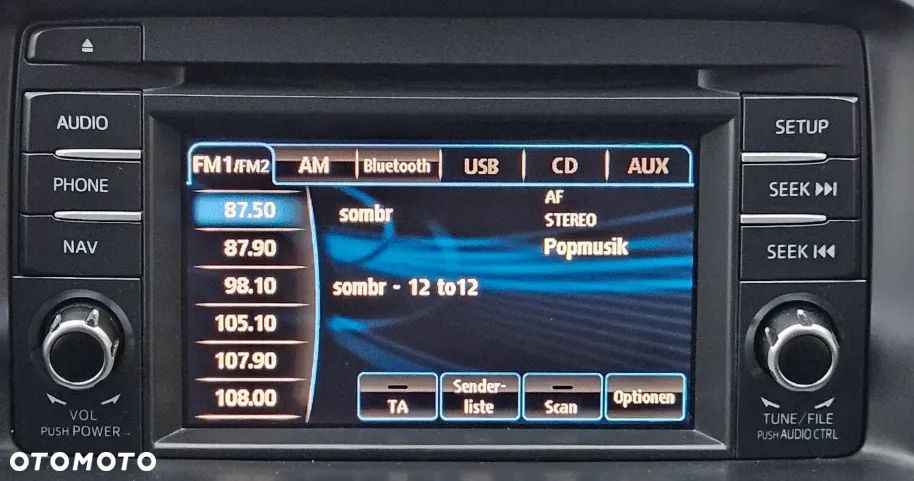 AUDIO
PHONE
NAV
VOL
PUSH POWER
FM1/FM2 AM Bluetooth USB CD AUX
87.50
87.90
98.10
105.10
107.90
108.00
sombr
AF
STEREO
Popmusik
sombr - 12 to12
TA
Sender-
liste
Scan
Optionen
SETUP
SEEK
SEEK
TUNE/FILE
PUSH AUDIO CTRL
OTOMOTO